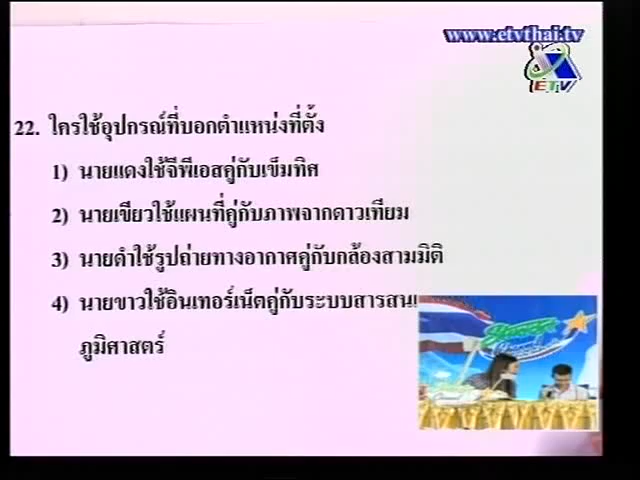 www.etvthai.tv
ETV
22. ใครใช้อุปกรณ์ที่บอกตำแหน่งที่ตั้ง
1) นายแดงใช้จีพีเอสคู่กับเข็มทิศ
2) นายเขียวใช้แผนที่คู่กับภาพจากดาวเทียม
3) นายดำใช้รูปถ่ายทางอากาศคู่กับกล้องสามมิติ
4) นายขาวใช้อินเทอร์เน็ตคู่กับระบบสารสน
ภูมิศาสตร์